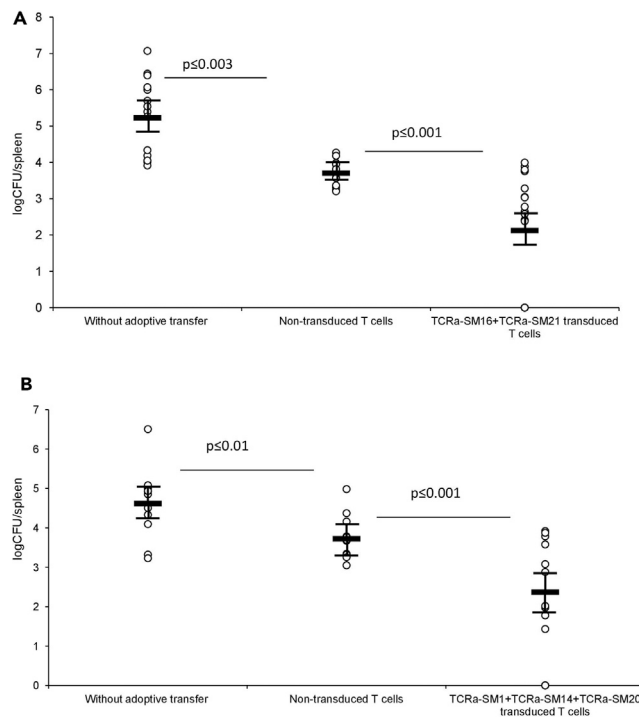 A
8
7
6
5
4
3
2
1
0
logCFU/spleen
p≤0.003
p≤0.001
Without adoptive transfer
Non-transduced T cells
TCRa-SM16+TCRa-SM21 transduced
T cells
B
7
6
5
4
3
2
1
0
logCFU/spleen
p≤0.01
p≤0.001
Without adoptive transfer
Non-transduced T cells
TCRa-SM1+TCRa-SM14+TCRa-SM20
transduced T cells